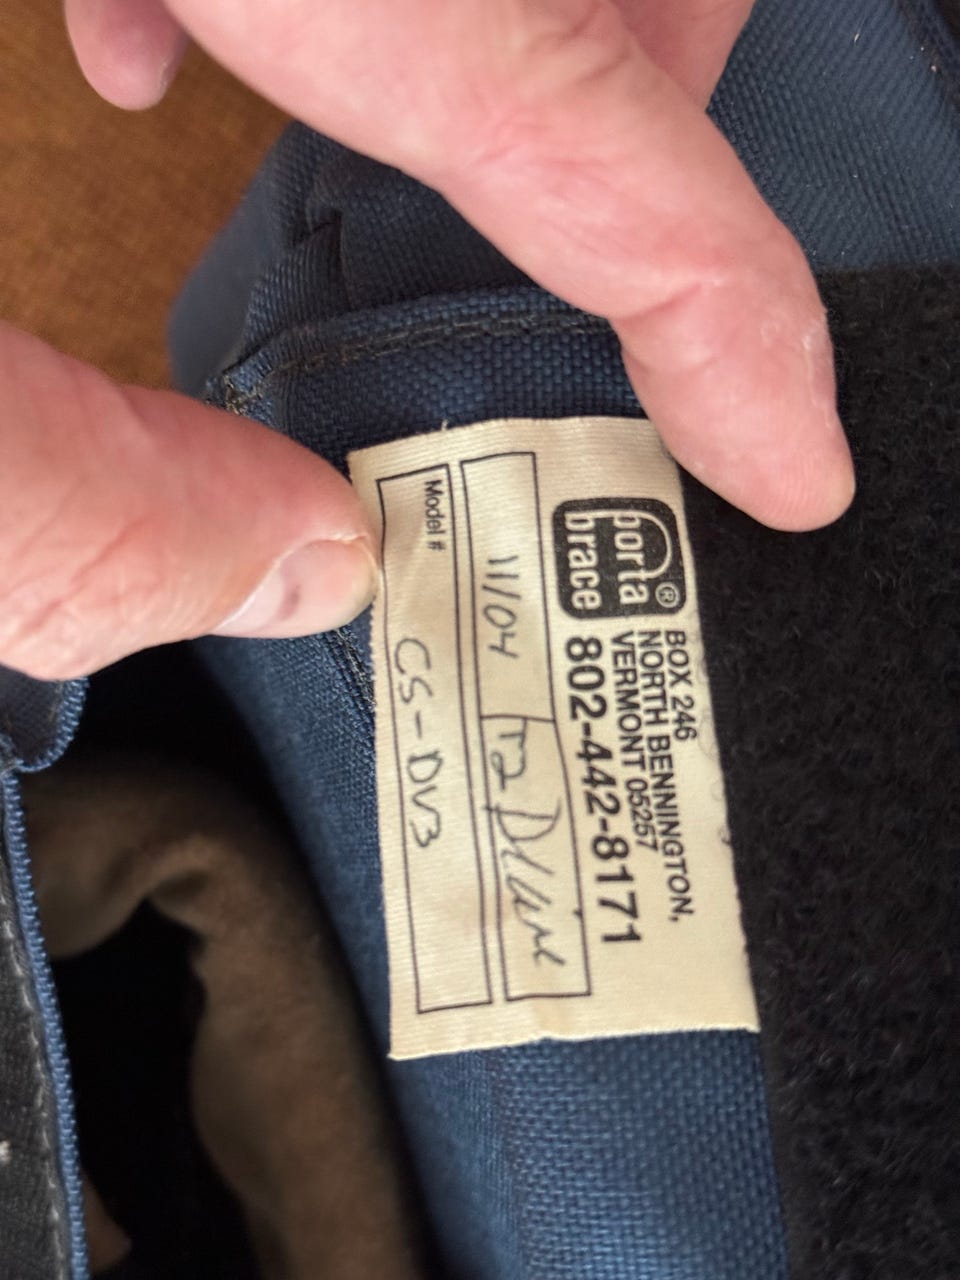 porta
brace®
BOX 246
NORTH BENNINGTON,
VERMONT 05257
802-442-8171
11/04
Model #
CS-DV3